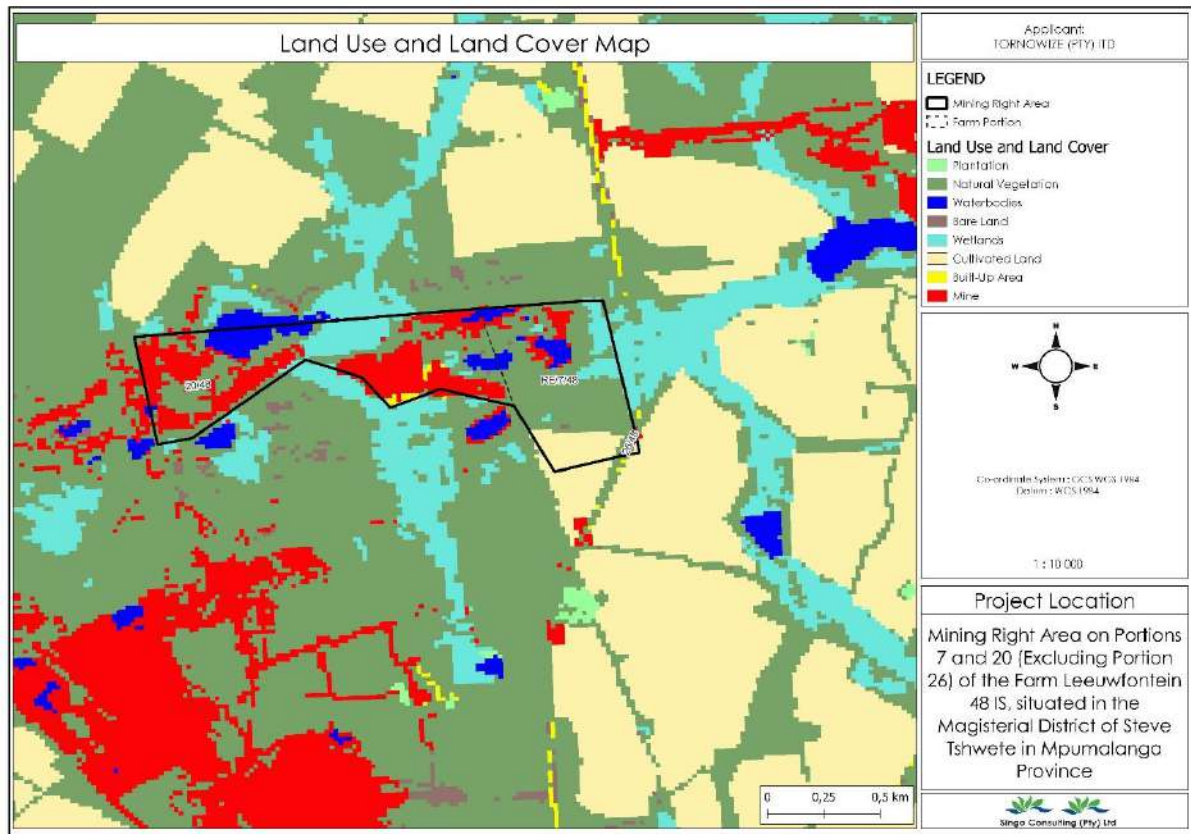 Land Use and Land Cover Map
Applicant:
TORNOWIZE (PTY) LTD
LEGEND
Mining Right Area
Farm Portion
Land Use and Land Cover
Plantation
Natural Vegetation
Waterbodies
Bare Land
Wetlands
Cultivated Land
Built-Up Area
Mine
20/48
RE/7/48
N
W
E
S
Co-ordinate System : GCS WGS 1984
Datum : WGS 1984
1 : 10 000
Project Location
Mining Right Area on Portions
7 and 20 (Excluding Portion
26) of the Farm Leeuwfontein
48 IS, situated in the
Magisterial District of Steve
Tshwete in Mpumalanga
Province
0
0,25
0,5 km
Singo Consulting (Pty) Ltd